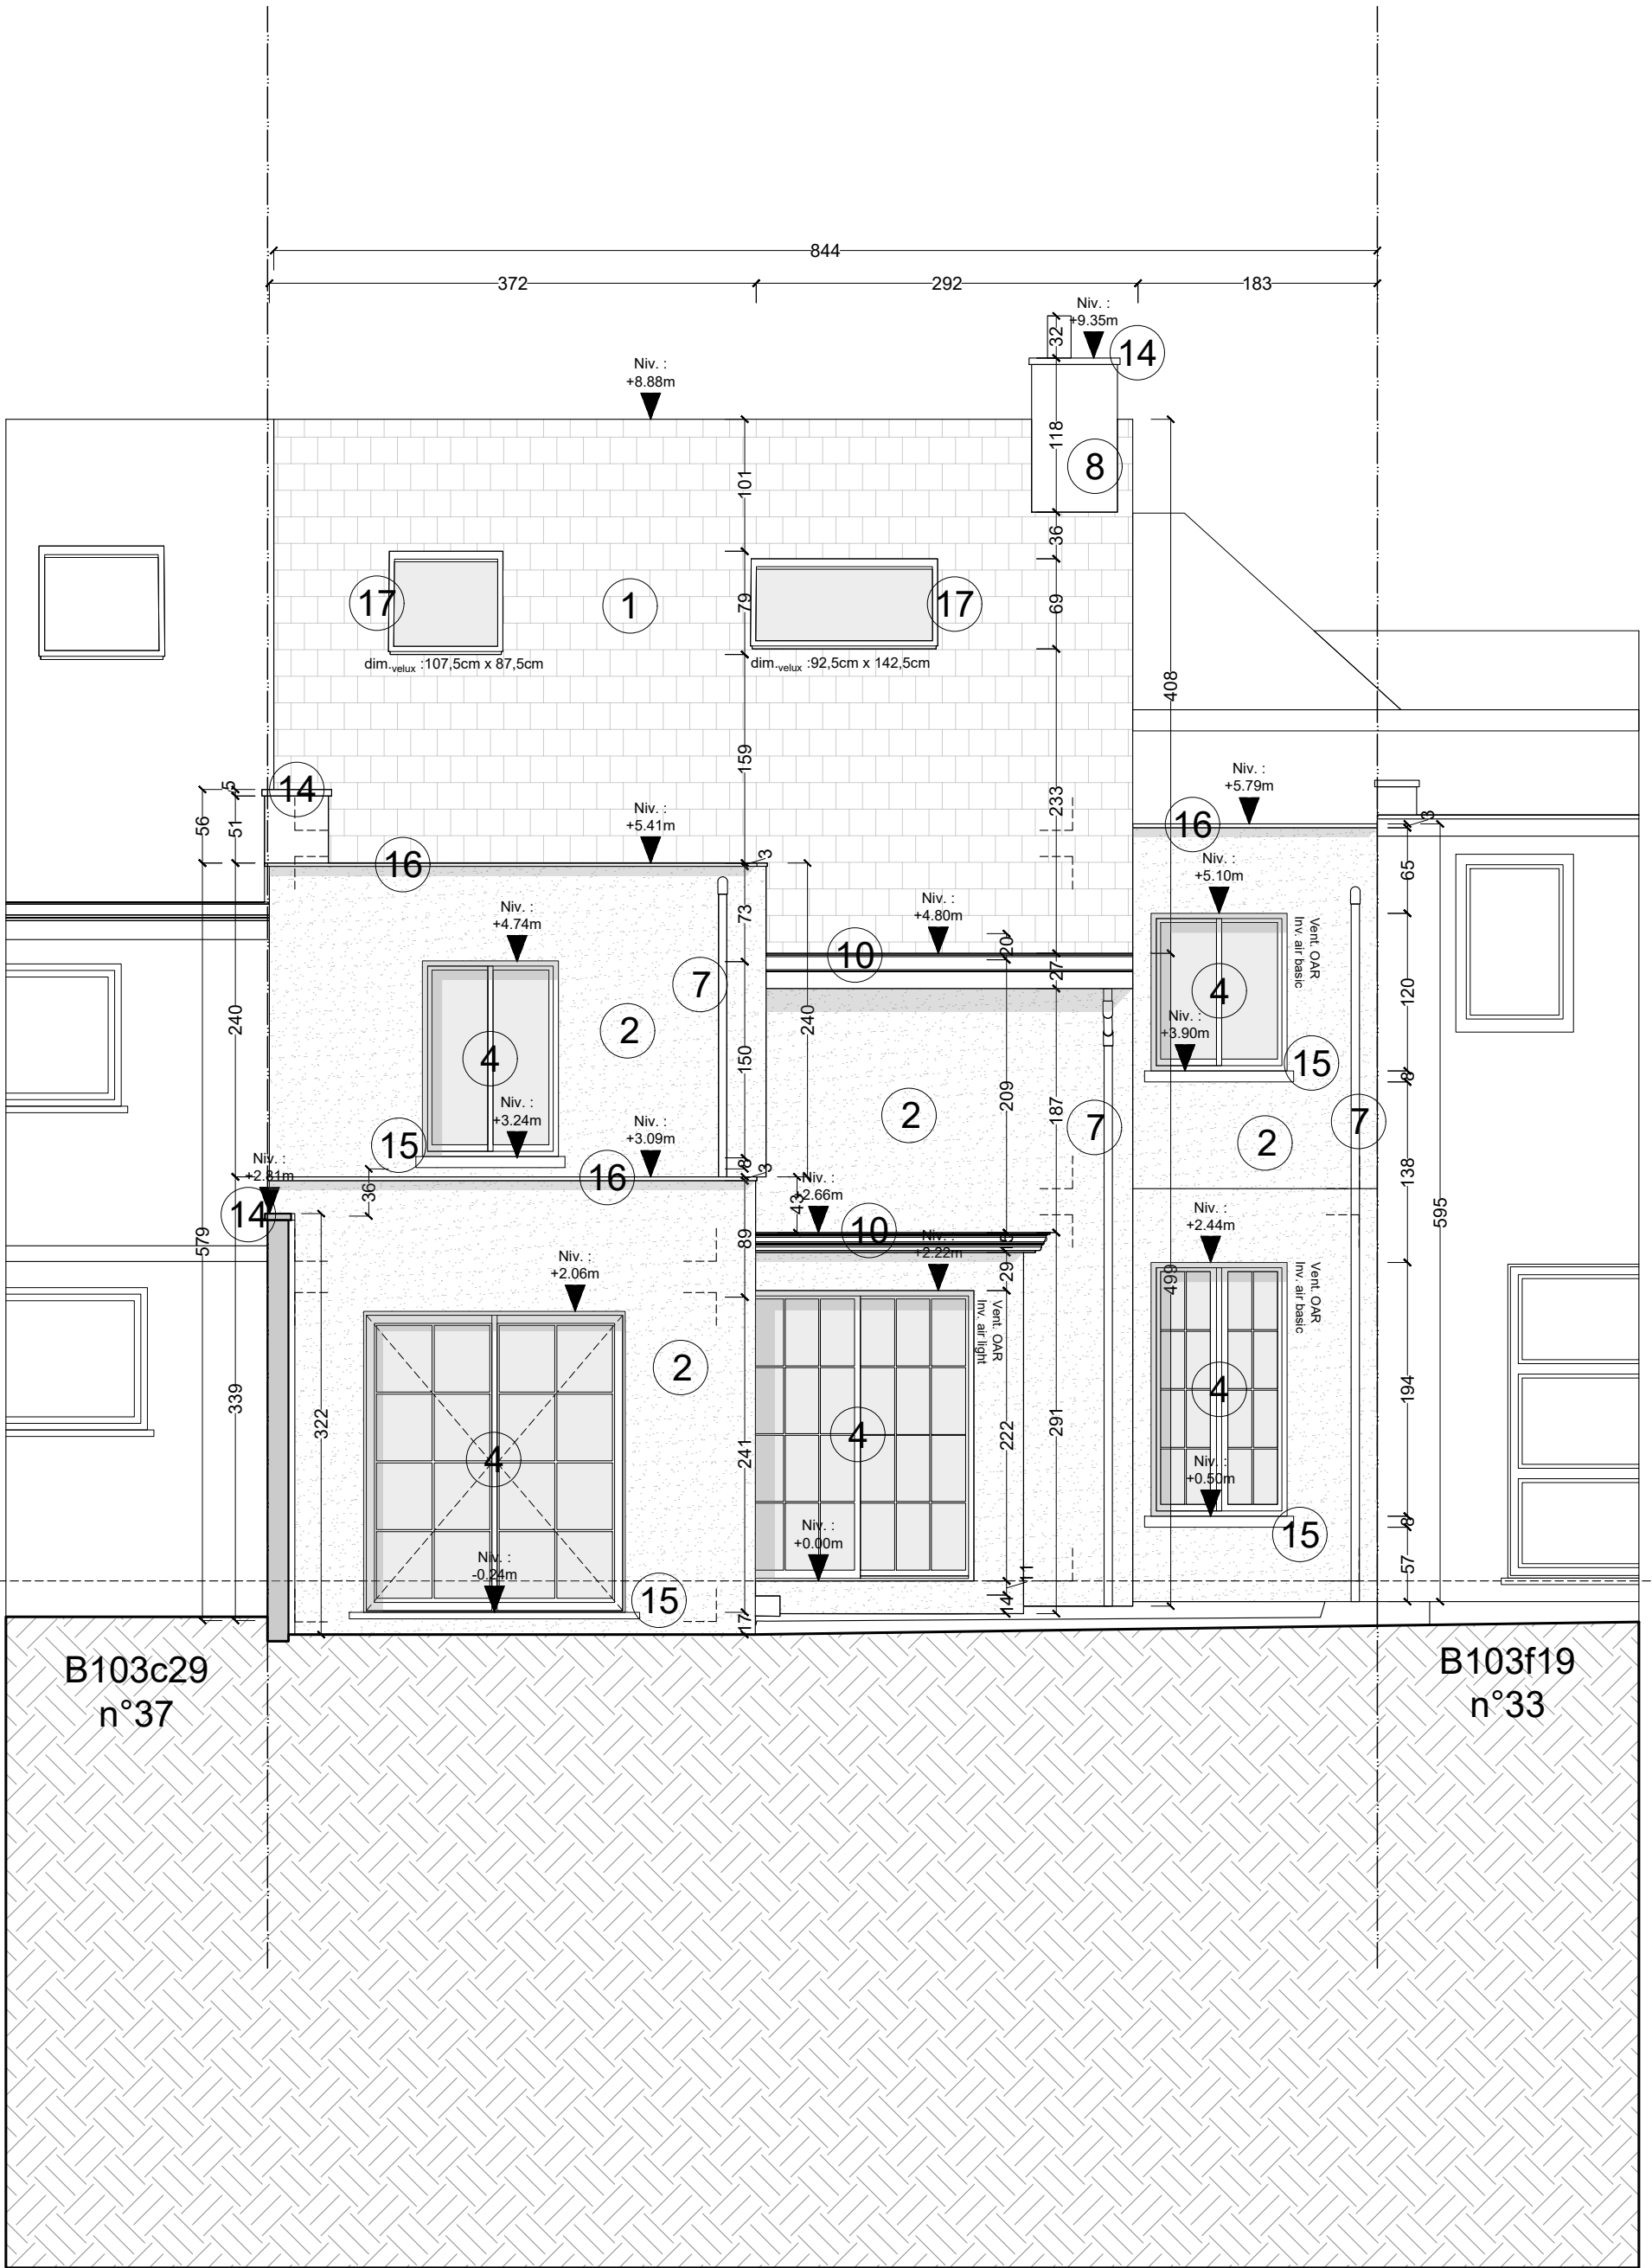 844
372
292
183
Niv. :
+9.35m
32
14
Niv. :
+8.88m
118
8
101
36
17
1
79
17
69
dim.velux :107,5cm x 87,5cm
dim.velux :92,5cm x 142,5cm
408
159
233
5
14
56
51
Niv. :
+5.41m
Niv. :
+5.79m
16
3
16
3
65
Niv. :
+5.10m
Niv. :
+4.74m
73
Niv. :
+4.80m
20
10
27
Vent. OAR
Inv. air basic
7
4
120
240
2
240
Niv. :
+3.90m
4
150
15
8
209
187
Niv. :
+3.24m
15
Niv. :
+3.09m
2
7
2
7
138
Niv. :
+2.81m
36
16
8
3
14
43
Niv. :
+2.66m
10
595
579
89
Niv. :
+2.22m
15
29
Niv. :
+2.44m
Niv. :
+2.06m
499
Vent. OAR
Inv. air basic
Vent. OAR
Inv. air light
2
339
322
4
241
4
222
291
4
194
Niv. :
+0.50m
8
15
Niv. :
+0.00m
Niv. :
-0.24m
15
17
11
14
57
B103c29
n°37
B103f19
n°33